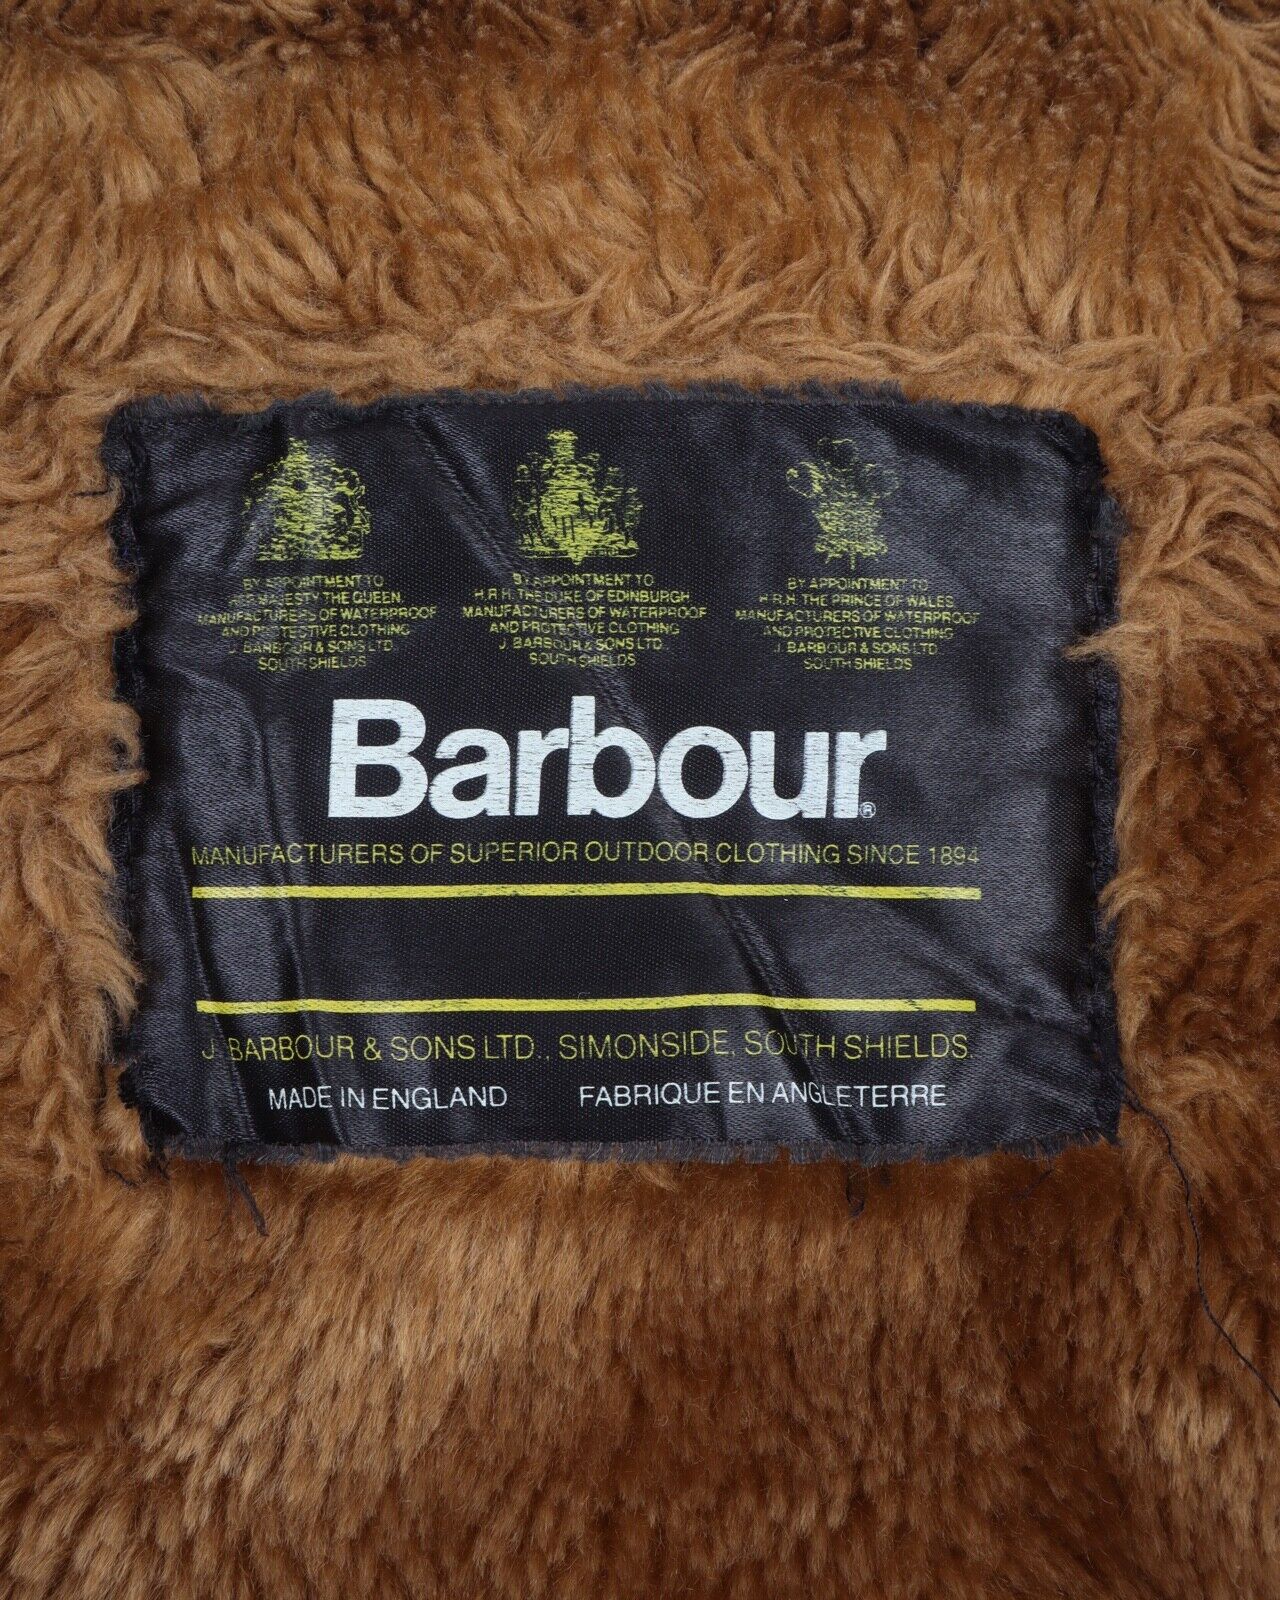 BY APPOINTMENT TO
HER MAJESTY THE QUEEN
MANUFACTURERS OF WATERPROOF
AND PROTECTIVE CLOTHING
J. BARBOUR & SONS LTD
SOUTH SHIELDS
BY APPOINTMENT TO
H.R.H. THE DUKE OF EDINBURGH
MANUFACTURERS OF WATERPROOF
AND PROTECTIVE CLOTHING
J. BARBOUR & SONS LTD
SOUTH SHIELDS
BY APPOINTMENT TO
H.R.H. THE PRINCE OF WALES
MANUFACTURERS OF WATERPROOF
AND PROTECTIVE CLOTHING
J. BARBOUR & SONS LTD
SOUTH SHIELDS
Barbour®
MANUFACTURERS OF SUPERIOR OUTDOOR CLOTHING SINCE 1894
J. BARBOUR & SONS LTD., SIMONSIDE, SOUTH SHIELDS.
MADE IN ENGLAND FABRIQUE EN ANGLETERRE